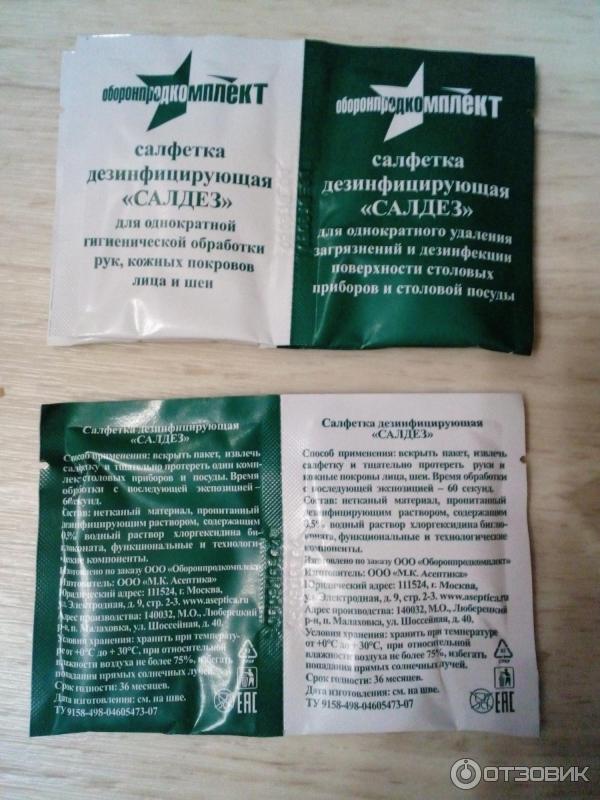 оборонпродкомплект
салфетка
дезинфицирующая
«САЛДЕЗ»
для однократной
гигиенической обработки
рук, кожных покровов
лица и шеи
оборонпродкомплект
салфетка
дезинфицирующая
«САЛДЕЗ»
для однократного удаления
загрязнений и дезинфекции
поверхности столовых
приборов и столовой посуды
Салфетка дезинфицирующая
«САЛДЕЗ»
Способ применения: вскрыть пакет, извлечь
салфетку и тщательно протереть один комп-
лек столовых приборов и посуды. Время
обработки с последующей экспозицией –
60 секунд.
Состав: нетканый материал, пропитанный
дезинфицирующим раствором, содержащим
0,5% водный раствор хлоргексидина би-
глюконата, функциональные и технологи-
ческие компоненты.
Изготовлено по заказу ООО «Оборонпродкомплект»
Изготовитель: ООО «М.К. Асептика»
Юридический адрес: 111524, г. Москва,
ул. Электродная, д. 9, стр. 2-3. www.aseptica.ru
Адрес производства: 140032, М.О., Люберецкий
р-н, п. Малаховка, ул. Шоссейная, д. 40.
Условия хранения: хранить при температу-
ре от +0°С до + 30°С, при относительной
влажности воздуха не более 75%, избегать
попадания прямых солнечных лучей.
Срок годности: 36 месяцев.
Дата изготовления: см. на шве.
ТУ 9158-498-04605473-07
EAC
Салфетка дезинфицирующая
«САЛДЕЗ»
Способ применения: вскрыть пакет, извлечь
салфетку и тщательно протереть руки и
кожные покровы лица, шеи. Время обработки
с последующей экспозицией – 60 секунд.
Состав: нетканый материал, пропитанный
дезинфицирующим раствором, содержащим
0,5% водный раствор хлоргексидина биглю-
коната, функциональные и технологические
компоненты.
Изготовлено по заказу ООО «Оборонпродкомплект»
Изготовитель: ООО «М.К. Асептика»
Юридический адрес: 111524, г. Москва,
ул. Электродная, д. 9, стр. 2-3. www.aseptica.ru
Адрес производства: 140032, М.О., Люберецкий
р-н, п. Малаховка, ул. Шоссейная, д. 40.
Условия хранения: хранить при температуре
от +0°С до + 30°С, при относительной
влажности воздуха не более 75%, избегать
попадания прямых солнечных лучей.
Срок годности: 36 месяцев.
Дата изготовления: см. на шве.
ТУ 9158-498-04605473-07
EAC
ОТЗОВИК